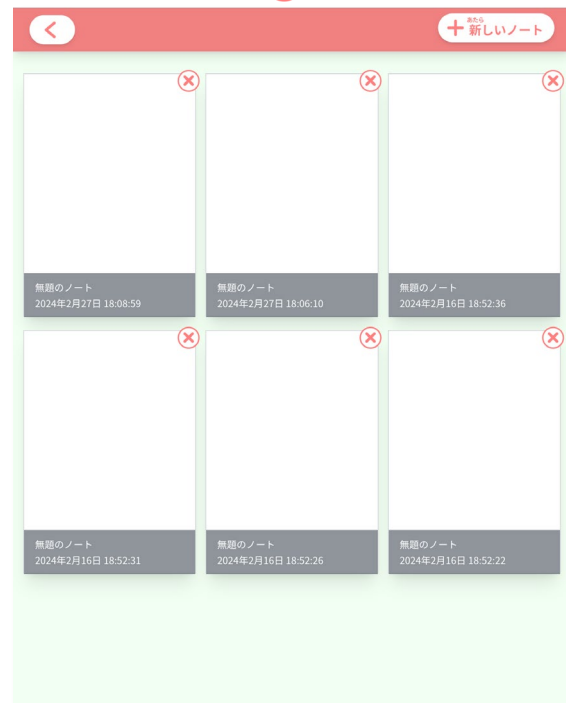 あたら
新しいノート
無題のノート
2024年2月27日 18:08:59
無題のノート
2024年2月27日 18:06:10
無題のノート
2024年2月16日 18:52:36
無題のノート
2024年2月16日 18:52:31
無題のノート
2024年2月16日 18:52:26
無題のノート
2024年2月16日 18:52:22